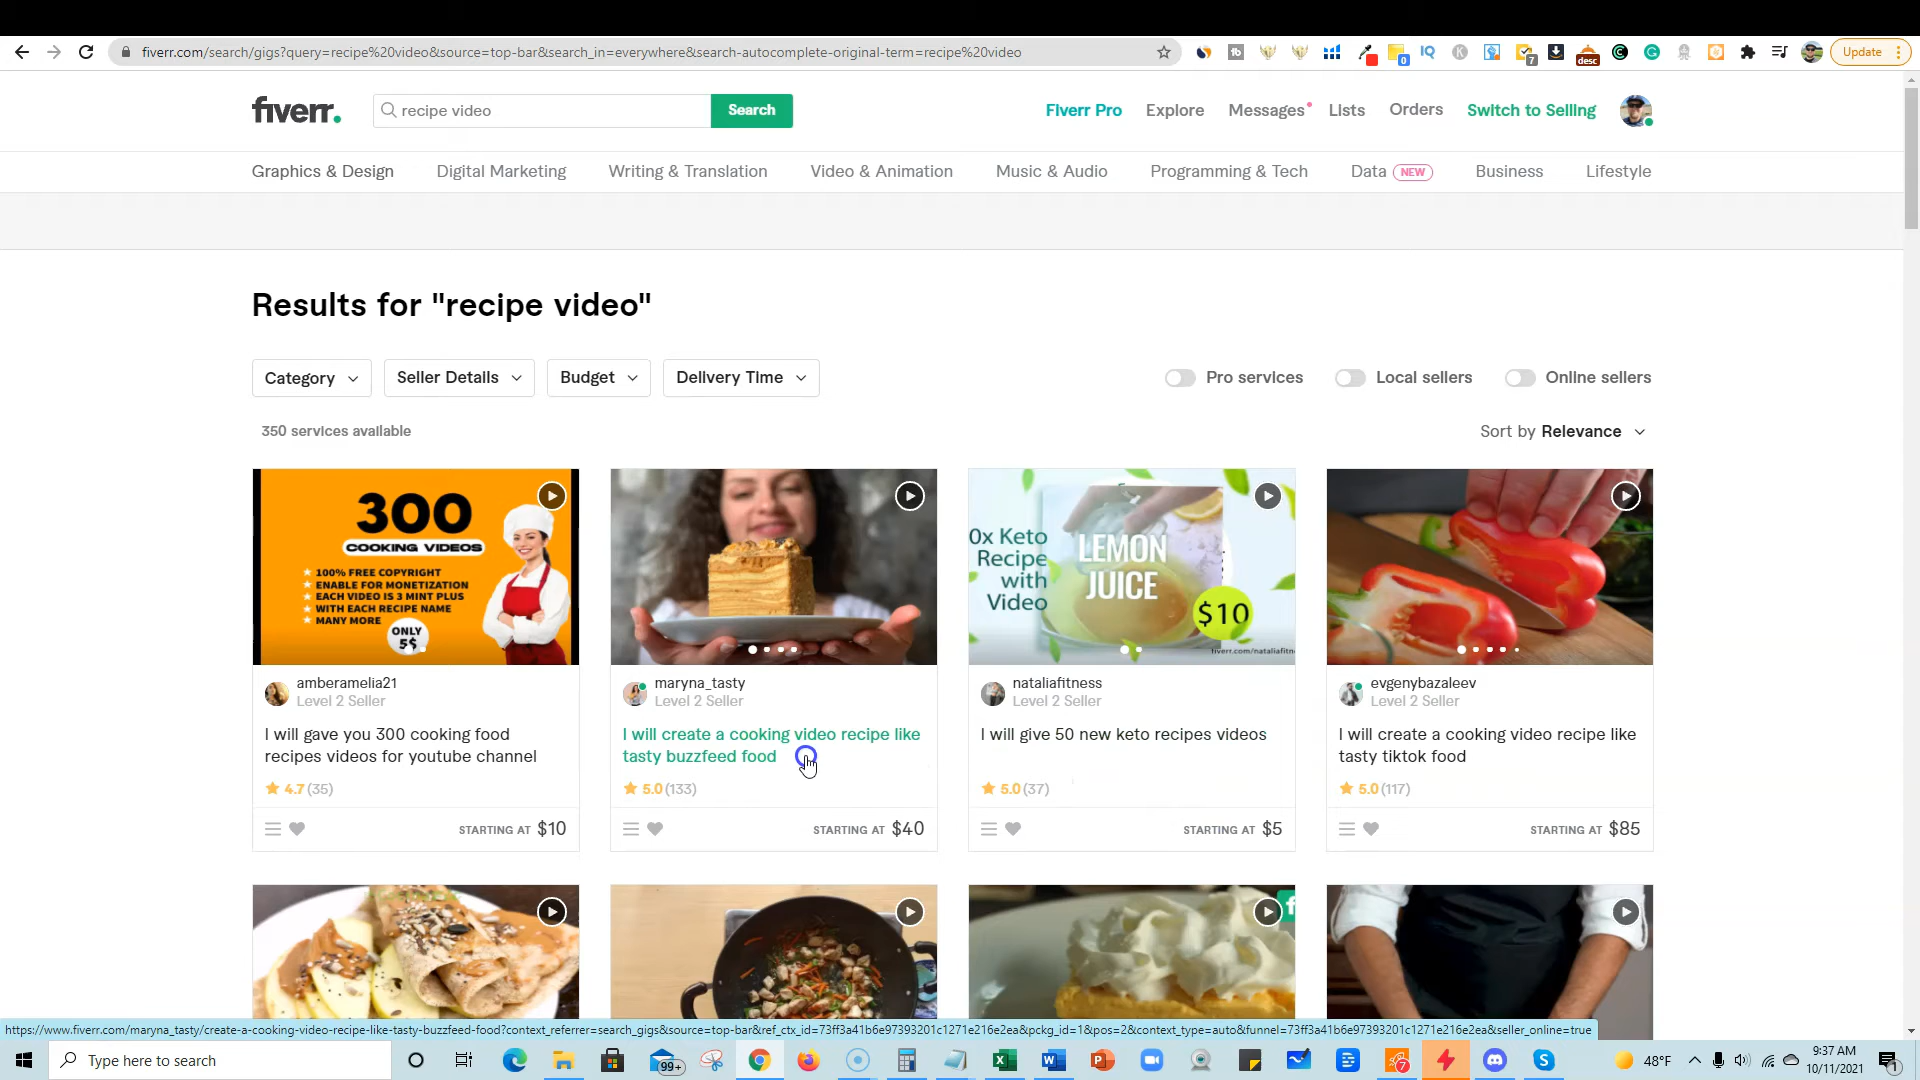 fiverr.com/search/gigs?query=recipe%20video&source=top-bar&search_in=everywhere&search-autocomplete-original-term=recipe%20video
0
7
desc
Update
fiverr.
recipe video
Search
Fiverr Pro
Explore
Messages
Lists
Orders
Switch to Selling
Graphics & Design
Digital Marketing
Writing & Translation
Video & Animation
Music & Audio
Programming & Tech
Data NEW
Business
Lifestyle
Results for "recipe video"
Category
Seller Details
Budget
Delivery Time
Pro services
Local sellers
Online sellers
350 services available
Sort by Relevance
300
COOKING VIDEOS
★ 100% FREE COPYRIGHT
★ ENABLE FOR MONETIZATION
★ EACH VIDEO IS 3 MINT PLUS
★ WITH EACH RECIPE NAME
★ MANY MORE
ONLY
5$
amberamelia21
Level 2 Seller
I will gave you 300 cooking food
recipes videos for youtube channel
4.7 (35)
STARTING AT $10
maryna_tasty
Level 2 Seller
I will create a cooking video recipe like
tasty buzzfeed food
5.0 (133)
STARTING AT $40
0x Keto
Recipe
with
Video
LEMON
JUICE
$10
nataliafitness
Level 2 Seller
I will give 50 new keto recipes videos
5.0 (37)
STARTING AT $5
evgenybazaleev
Level 2 Seller
I will create a cooking video recipe like
tasty tiktok food
5.0 (117)
STARTING AT $85
https://www.fiverr.com/maryna_tasty/create-a-cooking-video-recipe-like-tasty-buzzfeed-food?context_referrer=search_gigs&source=top-bar&ref_ctx_id=73ff3a41b6e97393201c1271e216e2ea&pckg_id=1&pos=2&context_type=auto&funnel=73ff3a41b6e97393201c1271e216e2ea&seller_online=true
Type here to search
99+
7
48°F
9:37 AM
10/11/2021
1